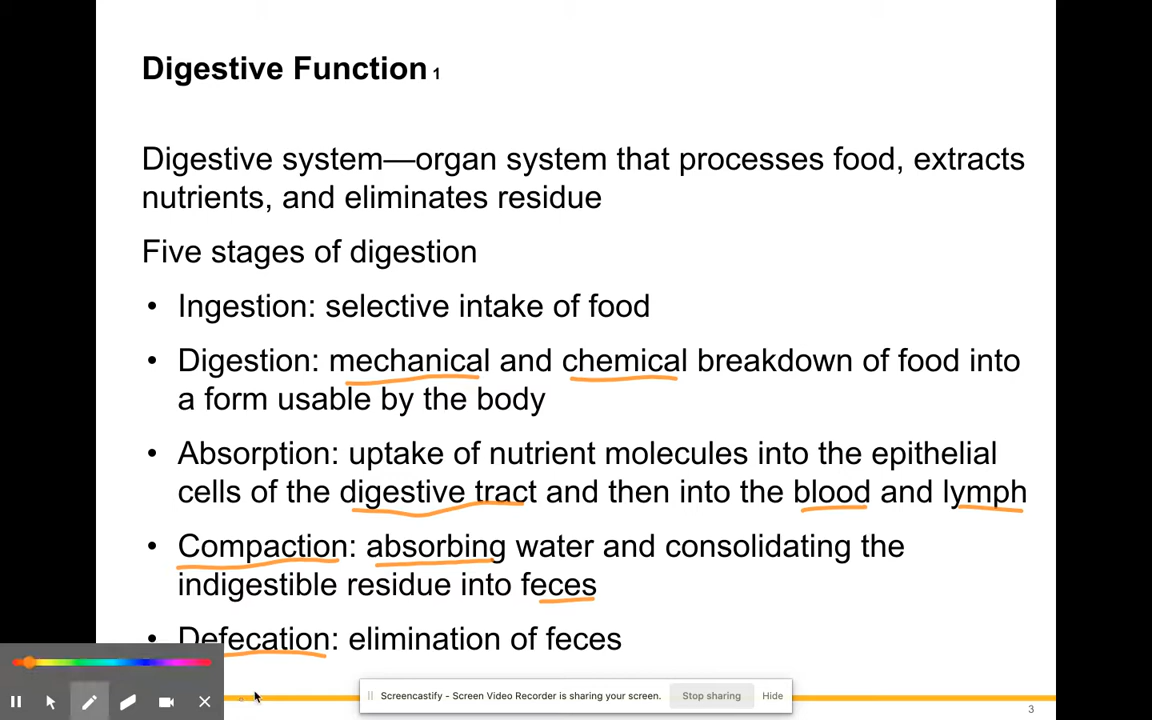 Digestive Function 1
Digestive system—organ system that processes food, extracts
nutrients, and eliminates residue
Five stages of digestion
• Ingestion: selective intake of food
• Digestion: mechanical and chemical breakdown of food into
a form usable by the body
• Absorption: uptake of nutrient molecules into the epithelial
cells of the digestive tract and then into the blood and lymph
• Compaction: absorbing water and consolidating the
indigestible residue into feces
• Defecation: elimination of feces
Screencastify - Screen Video Recorder is sharing your screen. Stop sharing Hide
3